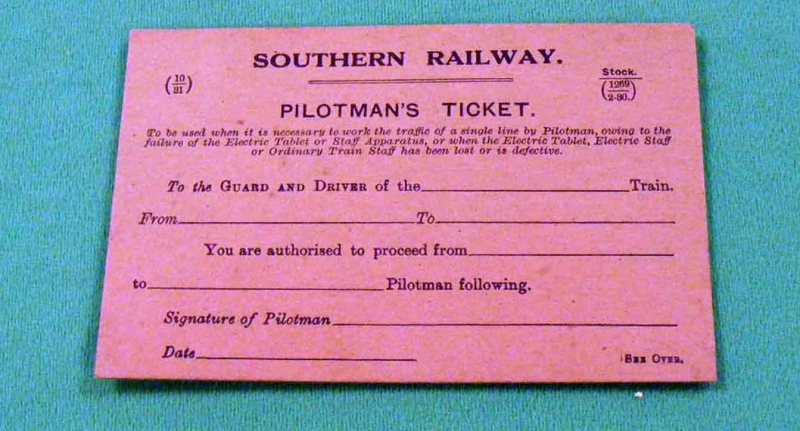 SOUTHERN RAILWAY.
(10/31)
Stock.
(1269/2-30.)
PILOTMAN'S TICKET.
To be used when it is necessary to work the traffic of a single line by Pilotman, owing to the
failure of the Electric Tablet or Staff Apparatus, or when the Electric Tablet, Electric Staff
or Ordinary Train Staff has been lost or is defective.
To the GUARD AND DRIVER of the Train.
From To
You are authorised to proceed from
to Pilotman following.
Signature of Pilotman
Date
SEE OVER.